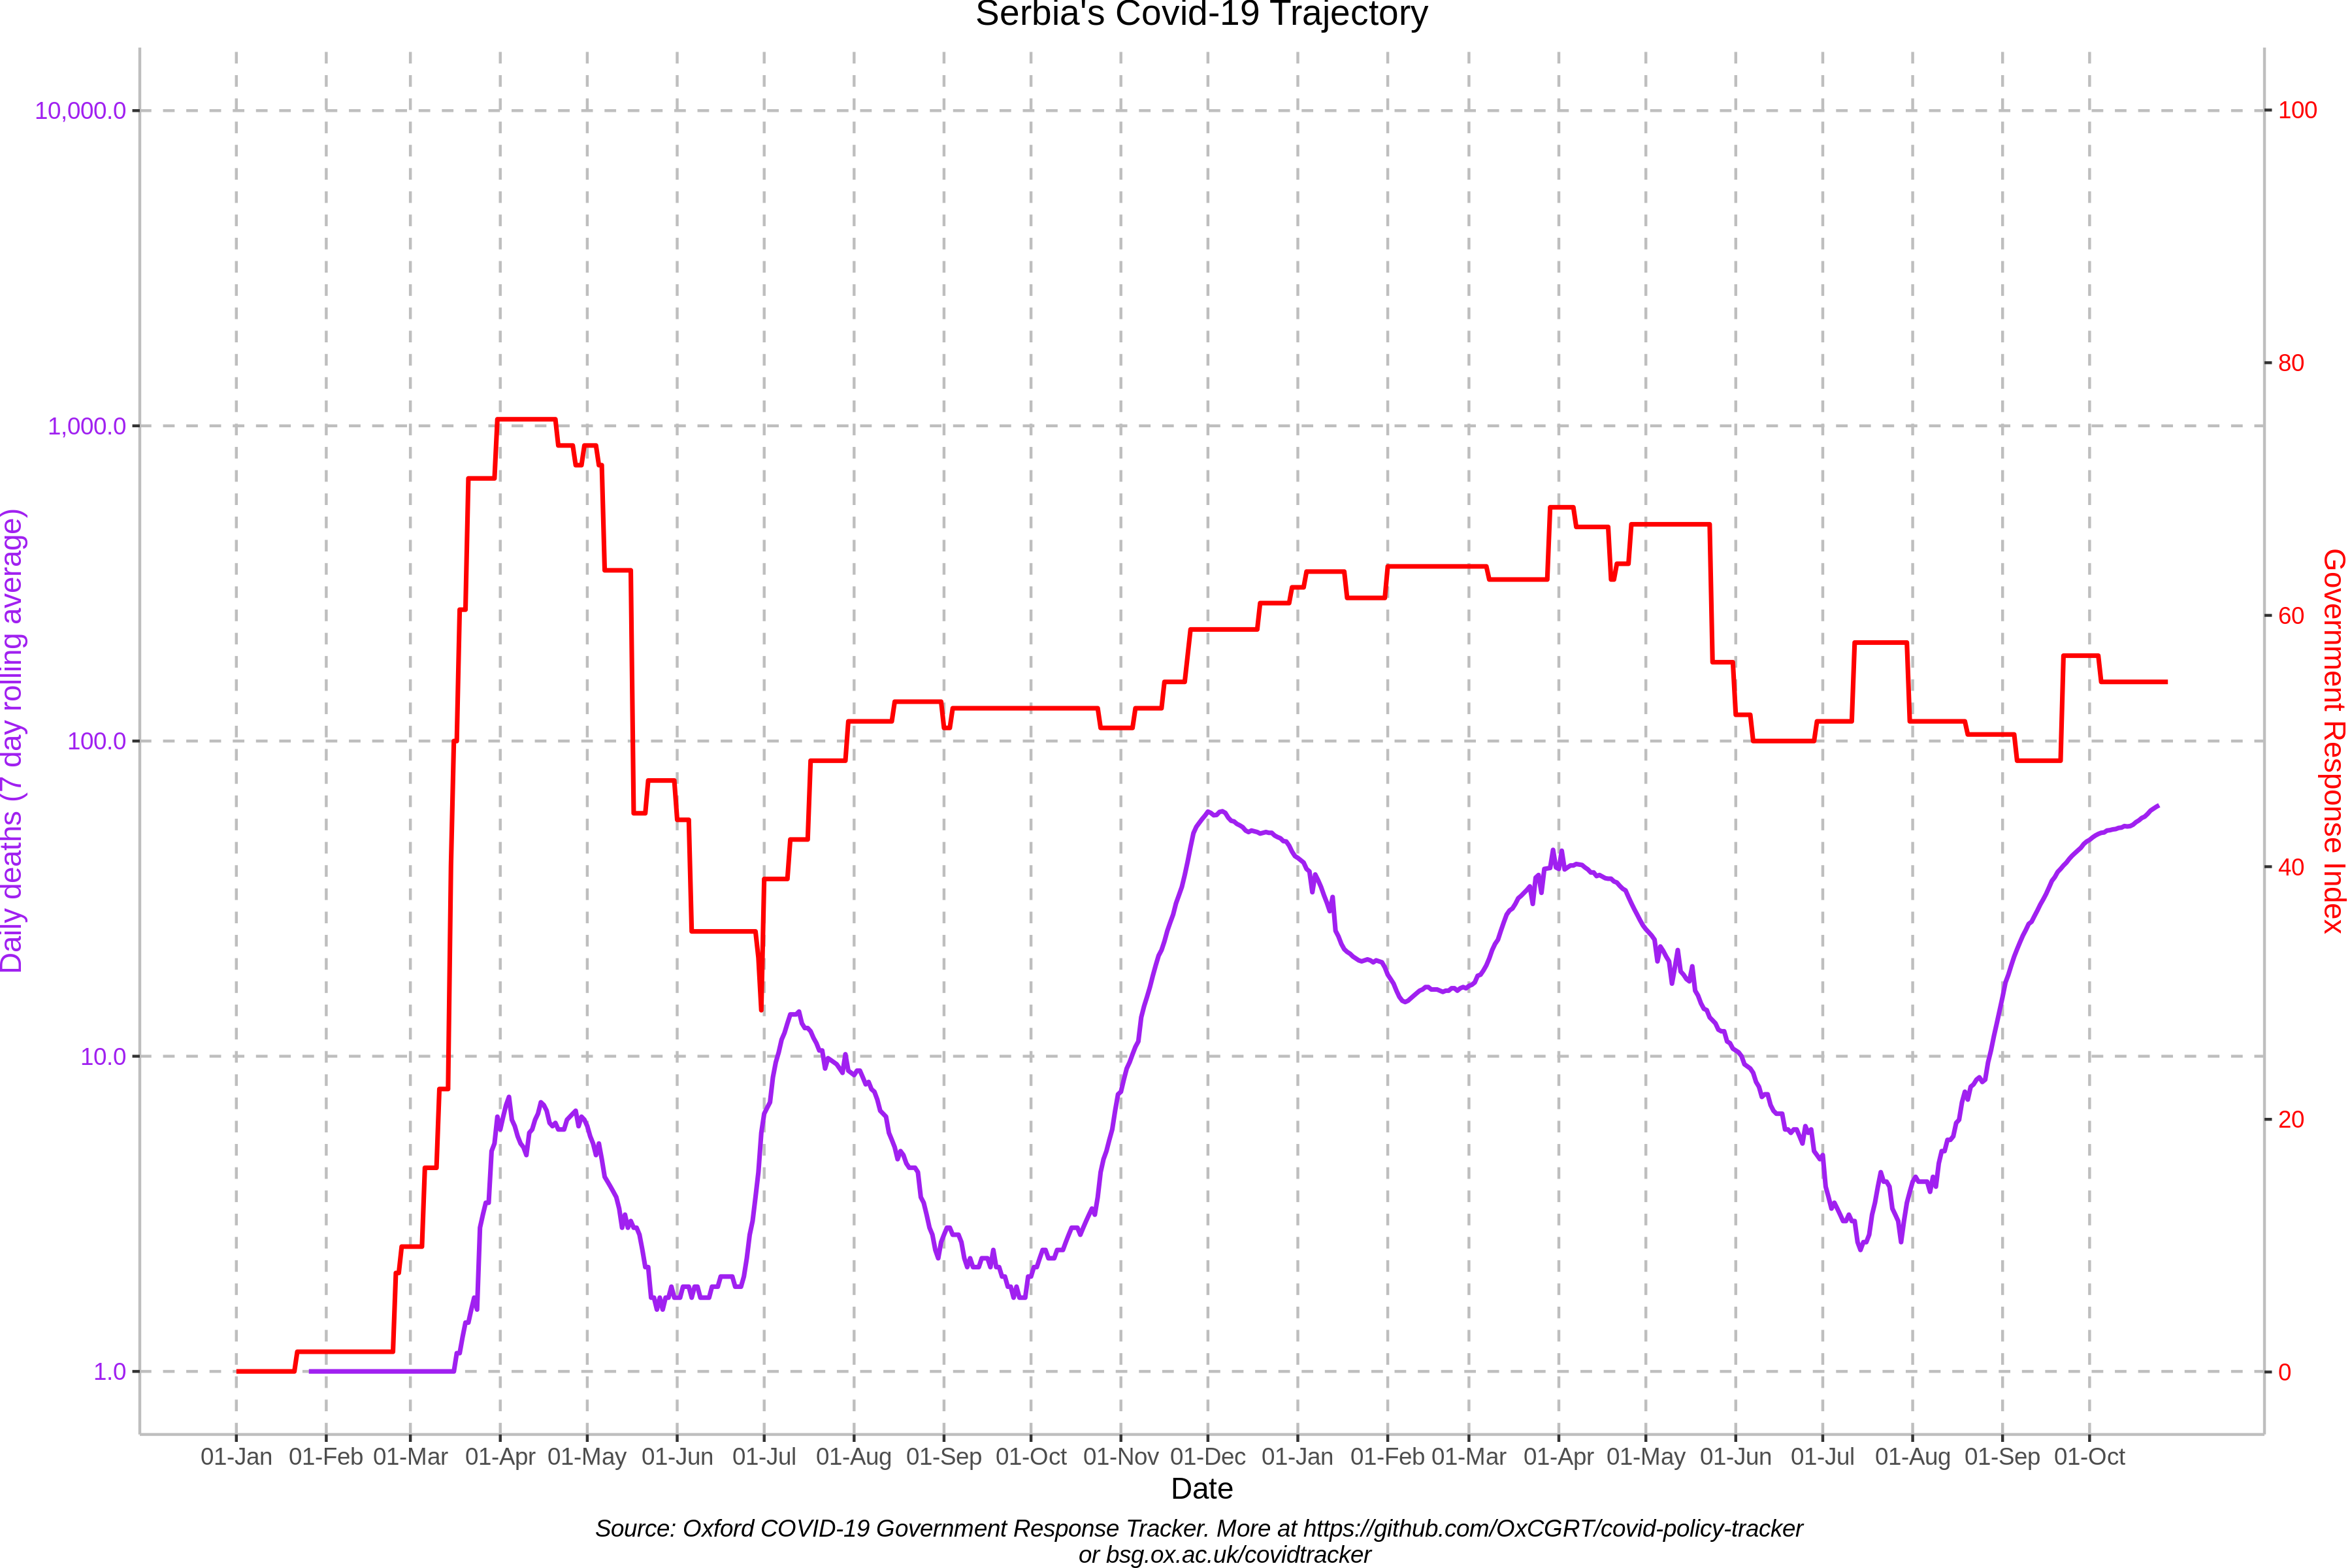 Serbia's Covid-19 Trajectory
10,000.0
1,000.0
100.0
10.0
1.0
Daily deaths (7 day rolling average)
100
80
60
40
20
0
Government Response Index
01-Jan 01-Feb 01-Mar 01-Apr 01-May 01-Jun 01-Jul 01-Aug 01-Sep 01-Oct 01-Nov 01-Dec 01-Jan 01-Feb 01-Mar 01-Apr 01-May 01-Jun 01-Jul 01-Aug 01-Sep 01-Oct
Date
Source: Oxford COVID-19 Government Response Tracker. More at https://github.com/OxCGRT/covid-policy-tracker
or bsg.ox.ac.uk/covidtracker